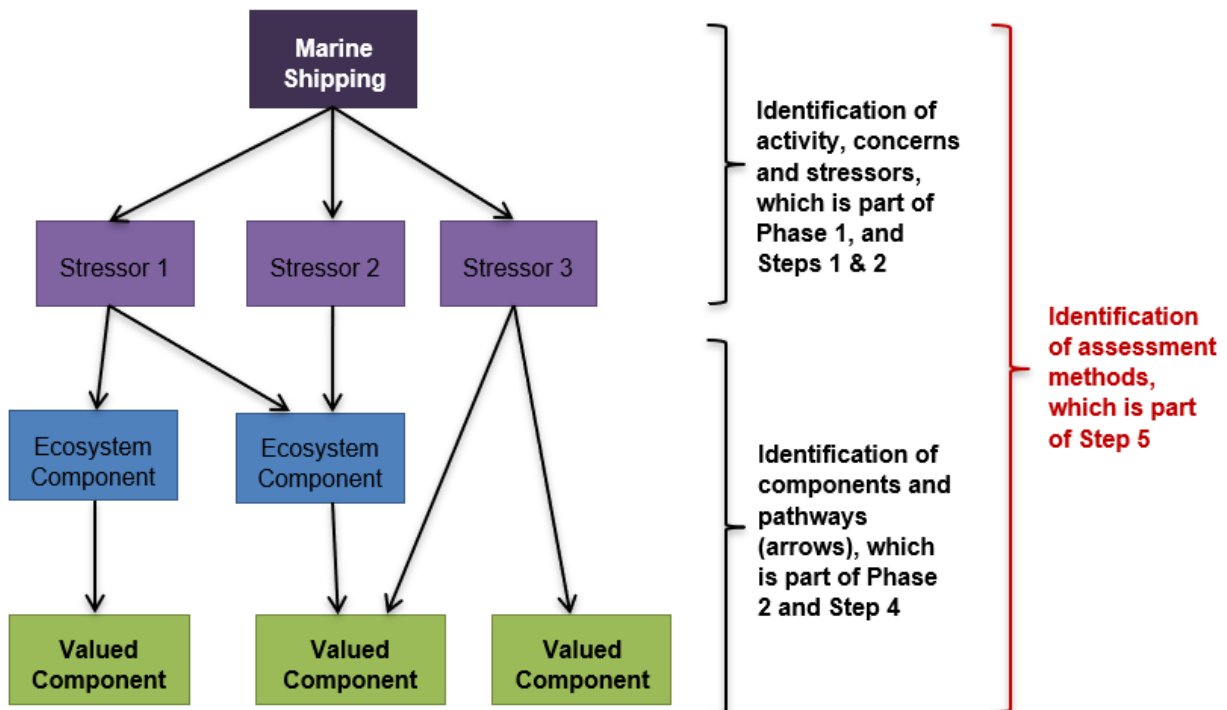 Marine
Shipping
Stressor 1
Stressor 2
Stressor 3
Ecosystem
Component
Ecosystem
Component
Valued
Component
Valued
Component
Valued
Component
Identification of
activity, concerns
and stressors,
which is part of
Phase 1, and
Steps 1 & 2
Identification of
components and
pathways
(arrows), which
is part of Phase
2 and Step 4
Identification
of assessment
methods,
which is part
of Step 5